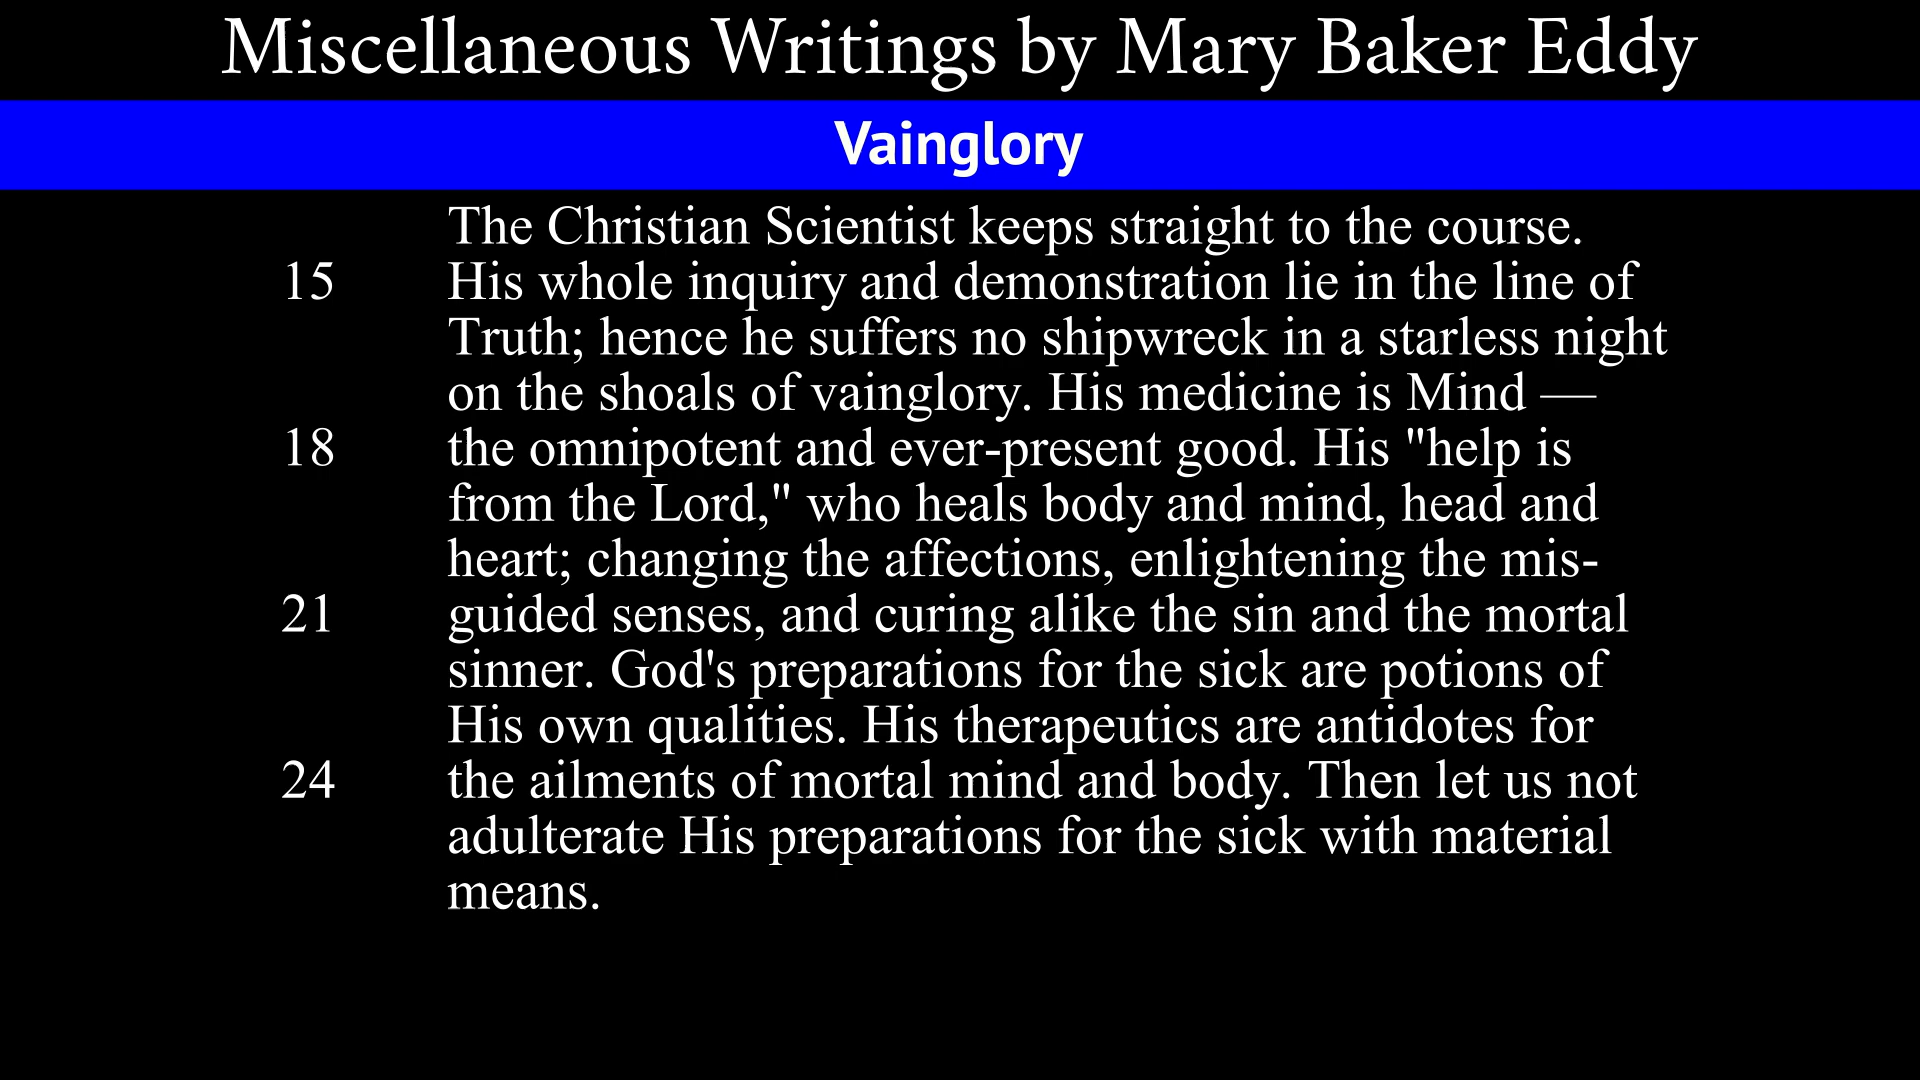 Miscellaneous Writings by Mary Baker Eddy
Vainglory
The Christian Scientist keeps straight to the course.
15 His whole inquiry and demonstration lie in the line of
Truth; hence he suffers no shipwreck in a starless night
on the shoals of vainglory. His medicine is Mind —
18 the omnipotent and ever-present good. His "help is
from the Lord," who heals body and mind, head and
heart; changing the affections, enlightening the mis-
21 guided senses, and curing alike the sin and the mortal
sinner. God's preparations for the sick are potions of
His own qualities. His therapeutics are antidotes for
24 the ailments of mortal mind and body. Then let us not
adulterate His preparations for the sick with material
means.